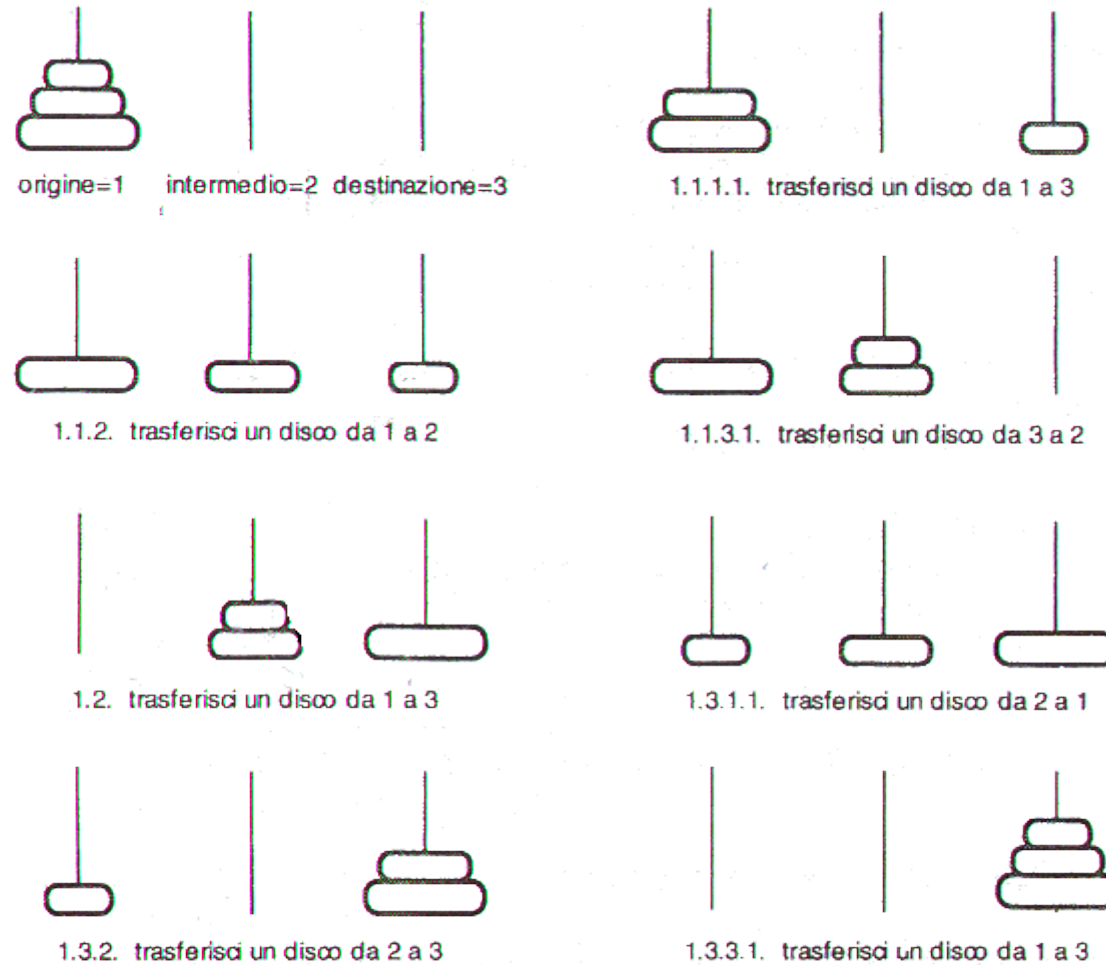 origine=1 intermedio=2 destinazione=3
1.1.1.1. trasferisci un disco da 1 a 3
1.1.2. trasferisci un disco da 1 a 2
1.1.3.1. trasferisci un disco da 3 a 2
1.2. trasferisci un disco da 1 a 3
1.3.1.1. trasferisci un disco da 2 a 1
1.3.2. trasferisci un disco da 2 a 3
1.3.3.1. trasferisci un disco da 1 a 3